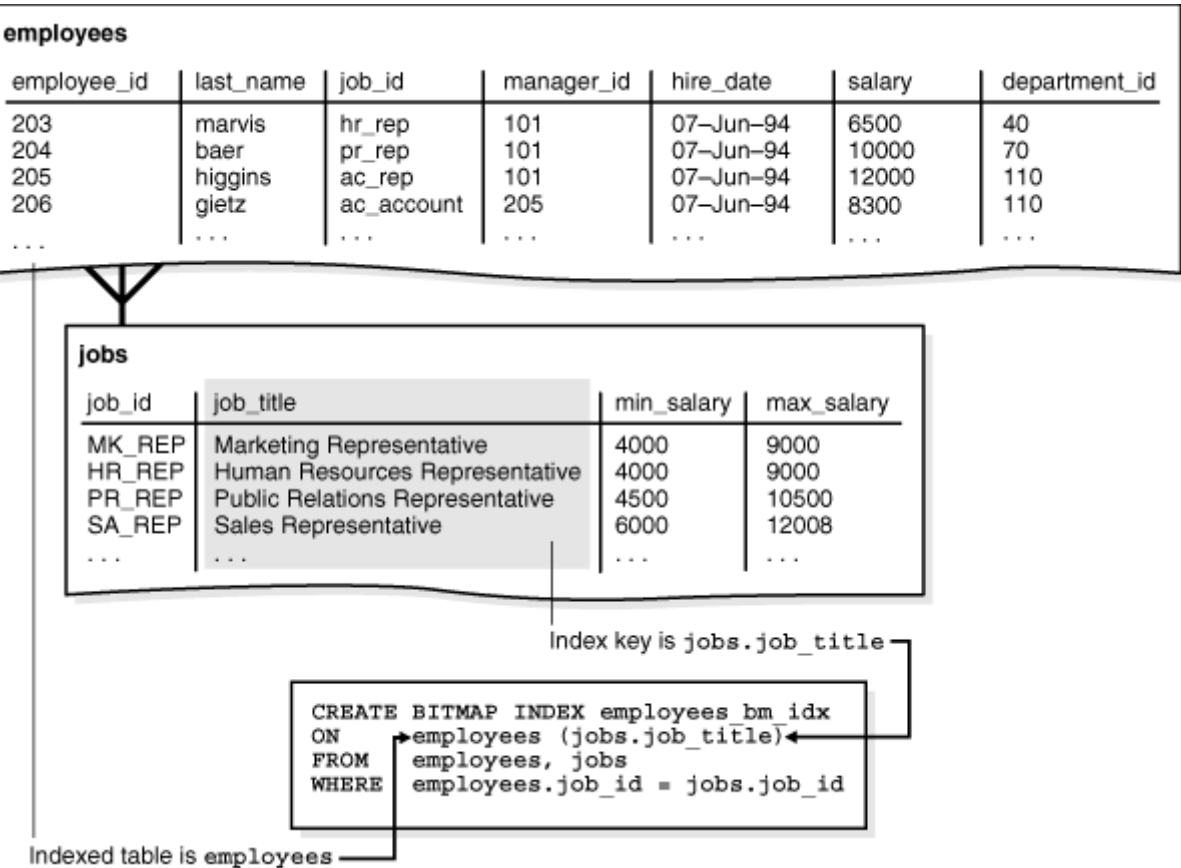 employees
employee_id last_name job_id manager_id hire_date salary department_id
203 marvis hr_rep 101 07–Jun–94 6500 40
204 baer pr_rep 101 07–Jun–94 10000 70
205 higgins ac_rep 101 07–Jun–94 12000 110
206 gietz ac_account 205 07–Jun–94 8300 110
. . . . . . . . . . . . . . . . . . . . .
jobs
job_id job_title min_salary max_salary
MK_REP Marketing Representative 4000 9000
HR_REP Human Resources Representative 4000 9000
PR_REP Public Relations Representative 4500 10500
SA_REP Sales Representative 6000 12008
. . . . . . . . . . . .
Index key is jobs.job_title
CREATE BITMAP INDEX employees_bm_idx
ON employees (jobs.job_title)
FROM employees, jobs
WHERE employees.job_id = jobs.job_id
Indexed table is employees